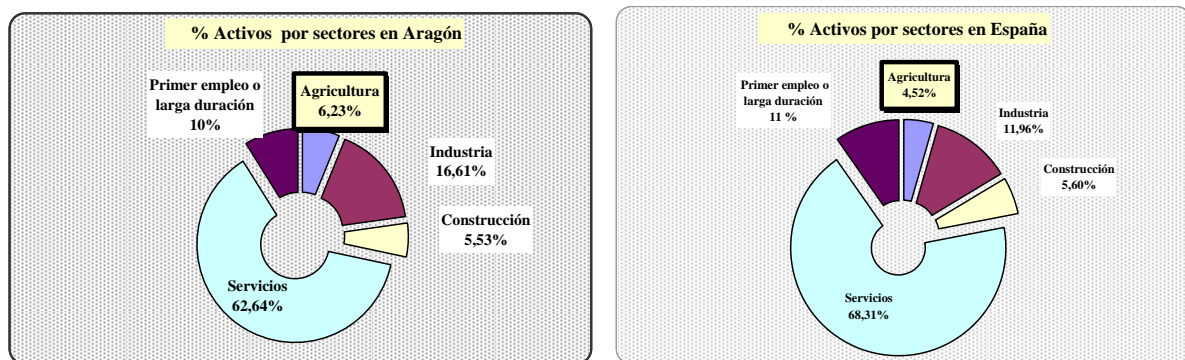 % Activos por sectores en Aragón
Primer empleo o
larga duración
10%
Agricultura
6,23%
Industria
16,61%
Construcción
5,53%
Servicios
62,64%
% Activos por sectores en España
Primer empleo o
larga duración
11 %
Agricultura
4,52%
Industria
11,96%
Construcción
5,60%
Servicios
68,31%